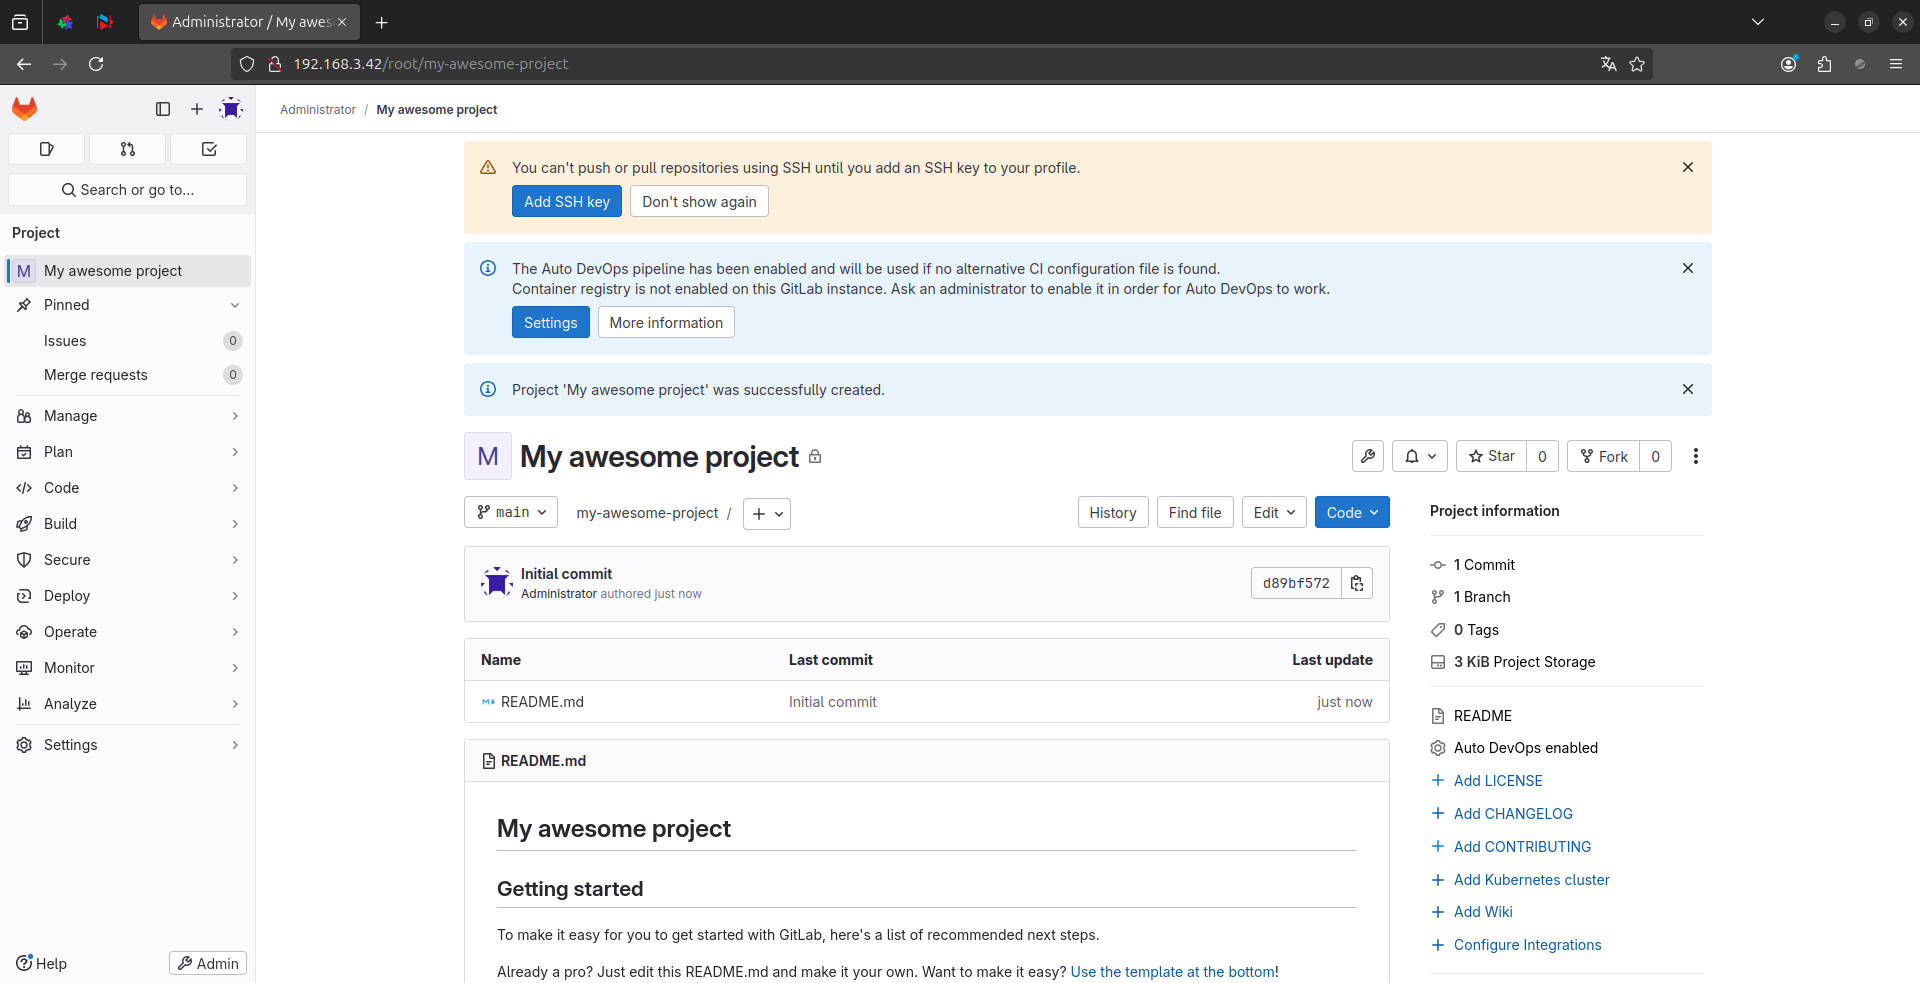 Administrator / My awes
192.168.3.42/root/my-awesome-project
Administrator / My awesome project
Search or go to...
Project
M My awesome project
Pinned
Issues 0
Merge requests 0
Manage
Plan
Code
Build
Secure
Deploy
Operate
Monitor
Analyze
Settings
Help
Admin
You can't push or pull repositories using SSH until you add an SSH key to your profile.
Add SSH key Don't show again
The Auto DevOps pipeline has been enabled and will be used if no alternative CI configuration file is found.
Container registry is not enabled on this GitLab instance. Ask an administrator to enable it in order for Auto DevOps to work.
Settings More information
Project 'My awesome project' was successfully created.
M My awesome project
Star 0 Fork 0
main my-awesome-project / History Find file Edit Code
Initial commit
Administrator authored just now
d89bf572
Name Last commit Last update
README.md Initial commit just now
README.md
My awesome project
Getting started
To make it easy for you to get started with GitLab, here's a list of recommended next steps.
Already a pro? Just edit this README.md and make it your own. Want to make it easy? Use the template at the bottom!
Project information
1 Commit
1 Branch
0 Tags
3 KiB Project Storage
README
Auto DevOps enabled
Add LICENSE
Add CHANGELOG
Add CONTRIBUTING
Add Kubernetes cluster
Add Wiki
Configure Integrations